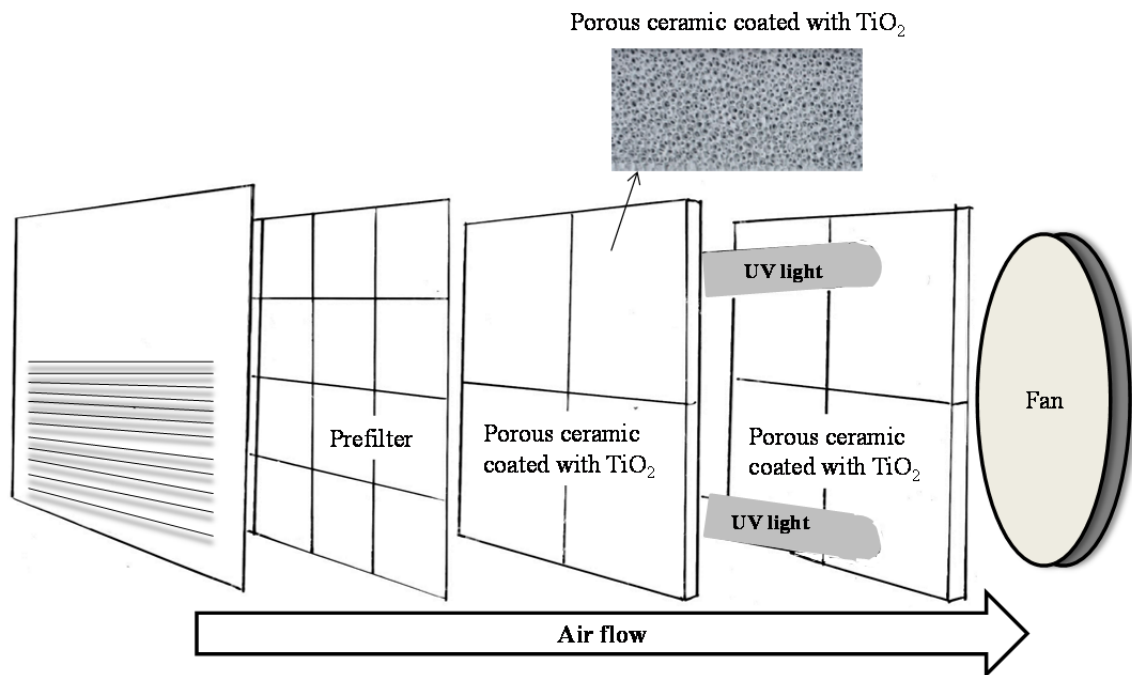 Porous ceramic coated with TiO₂
UV light
Fan
Prefilter
Porous ceramic
coated with TiO₂
Porous ceramic
coated with TiO₂
UV light
Air flow